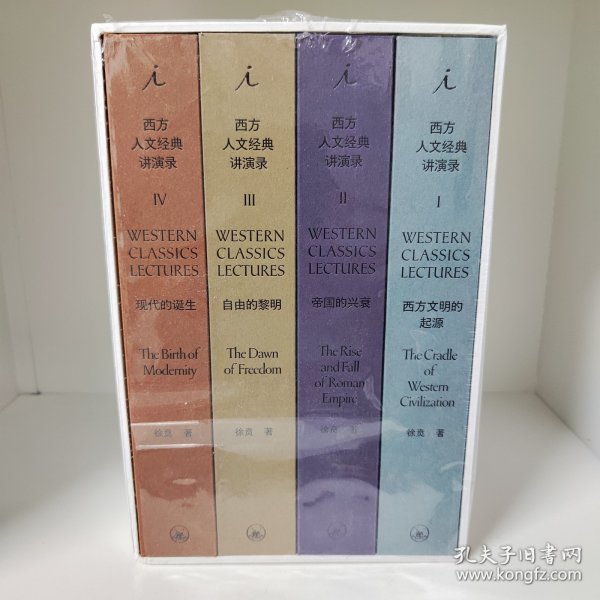 i
西方
人文经典
讲演录
IV
WESTERN
CLASSICS
LECTURES
现代的诞生
The Birth of
Modernity
徐贲 著
i
西方
人文经典
讲演录
III
WESTERN
CLASSICS
LECTURES
自由的黎明
The Dawn
of Freedom
徐贲 著
i
西方
人文经典
讲演录
II
WESTERN
CLASSICS
LECTURES
帝国的兴衰
The Rise
and Fall
of Roman
Empire
徐贲 著
i
西方
人文经典
讲演录
I
WESTERN
CLASSICS
LECTURES
西方文明的
起源
The Cradle
of
Western
Civilization
徐贲 著
孔夫子旧书网
www.kongfz.com